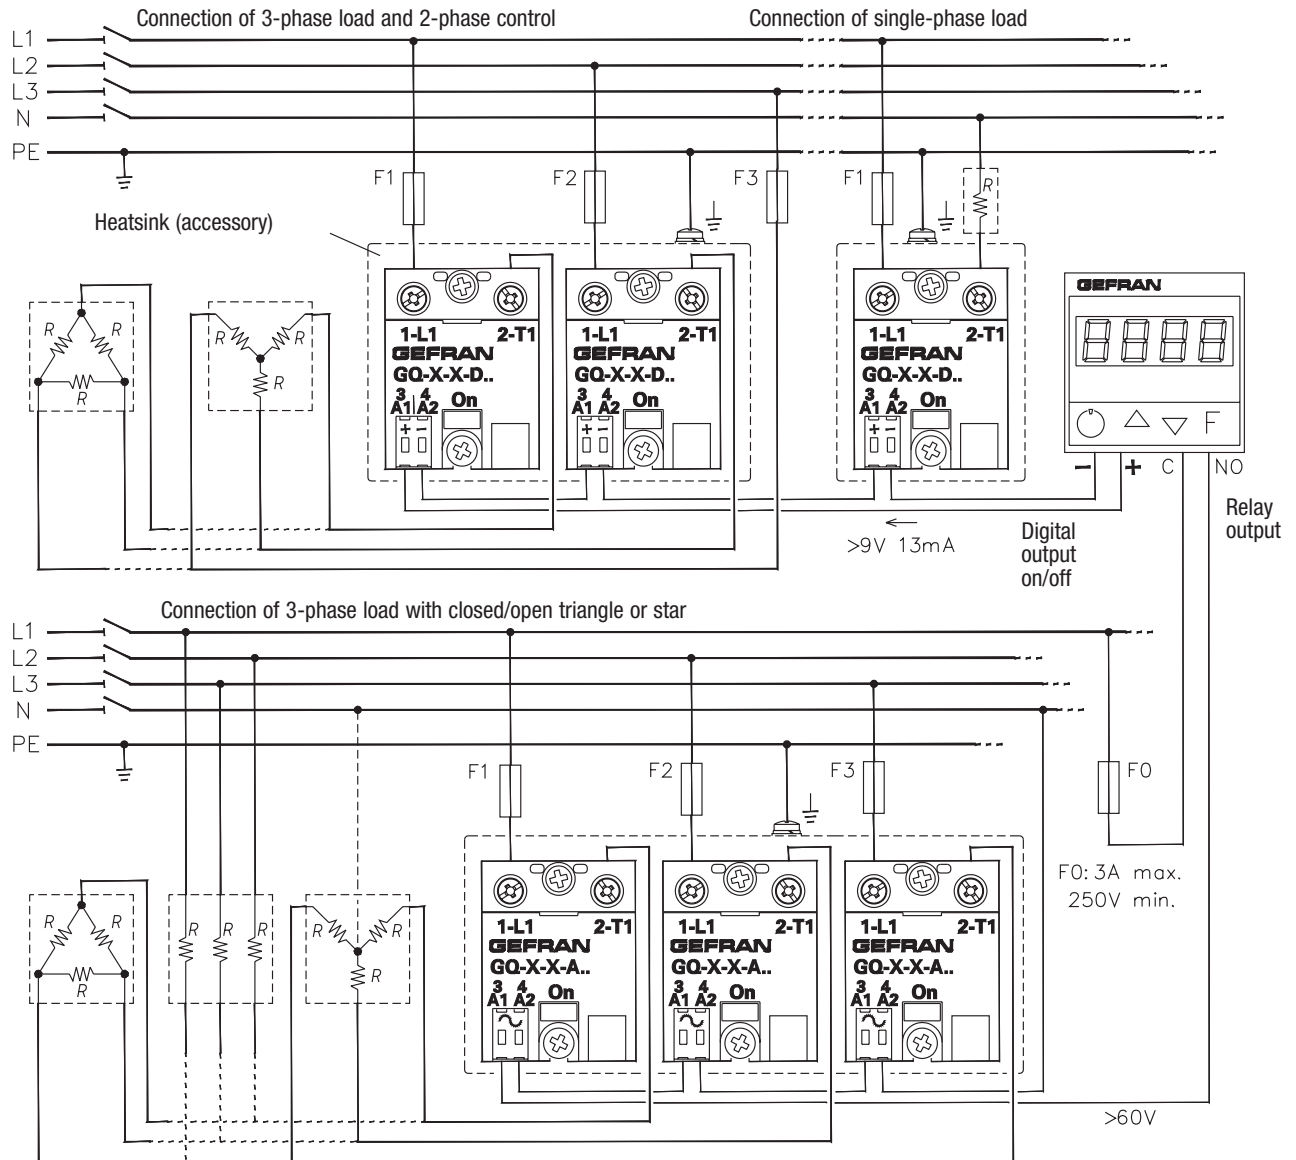 Connection of 3-phase load and 2-phase control
Connection of single-phase load
L1
L2
L3
N
PE
F1
F2
F3
F1
R
Heatsink (accessory)
R
R
R
R
R
R
1-L1 2-T1
GEFRAN
GQ-X-X-D..
3 4
A1 A2 On
+ -
1-L1 2-T1
GEFRAN
GQ-X-X-D..
3 4
A1 A2 On
+ -
1-L1 2-T1
GEFRAN
GQ-X-X-D..
3 4
A1 A2 On
+ -
GEFRAN
8888
F
- + C NO
Relay
output
>9V 13mA
Digital
output
on/off
Connection of 3-phase load with closed/open triangle or star
L1
L2
L3
N
PE
F1
F2
F3
F0
F0: 3A max.
250V min.
R
R
R
R
R
R
R
R
R
1-L1 2-T1
GEFRAN
GQ-X-X-A..
3 4
A1 A2 On
1-L1 2-T1
GEFRAN
GQ-X-X-A..
3 4
A1 A2 On
1-L1 2-T1
GEFRAN
GQ-X-X-A..
3 4
A1 A2 On
>60V